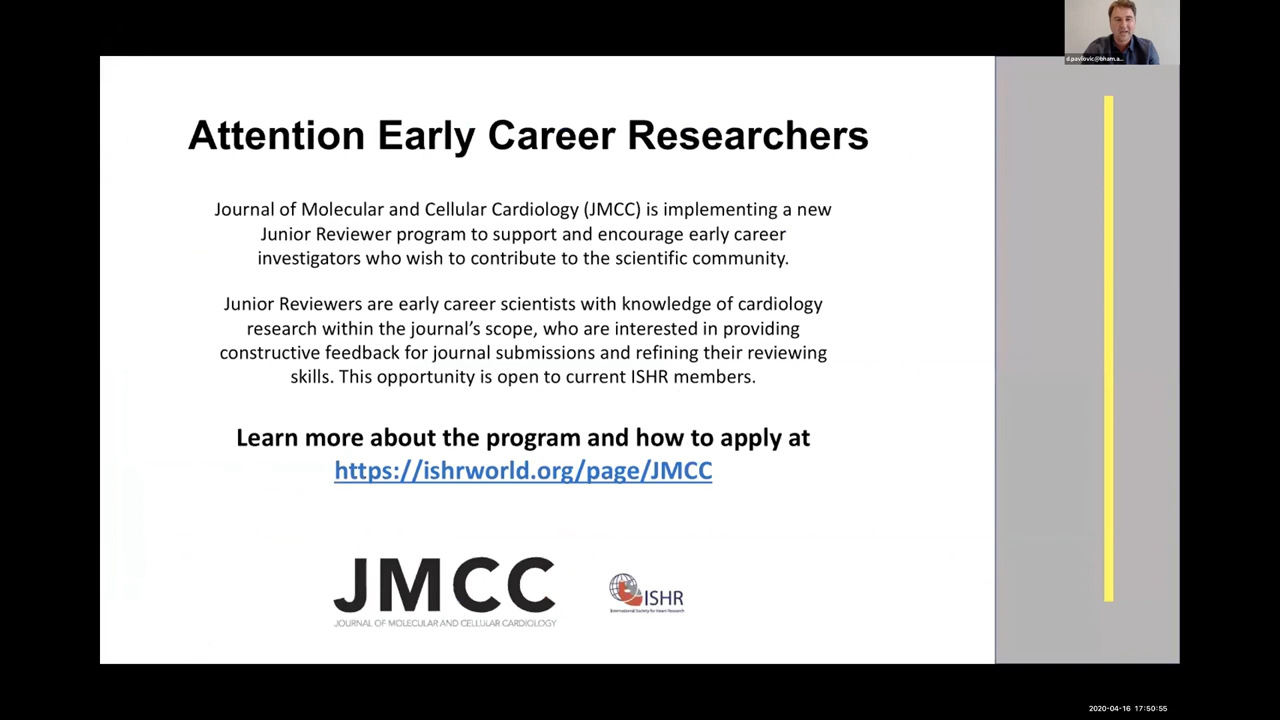 d.pavlovic@bham.a...
Attention Early Career Researchers
Journal of Molecular and Cellular Cardiology (JMCC) is implementing a new
Junior Reviewer program to support and encourage early career
investigators who wish to contribute to the scientific community.
Junior Reviewers are early career scientists with knowledge of cardiology
research within the journal's scope, who are interested in providing
constructive feedback for journal submissions and refining their reviewing
skills. This opportunity is open to current ISHR members.
Learn more about the program and how to apply at
https://ishrworld.org/page/JMCC
JMCC
JOURNAL OF MOLECULAR AND CELLULAR CARDIOLOGY
ISHR
International Society for Heart Research
2020-04-16 17:50:55